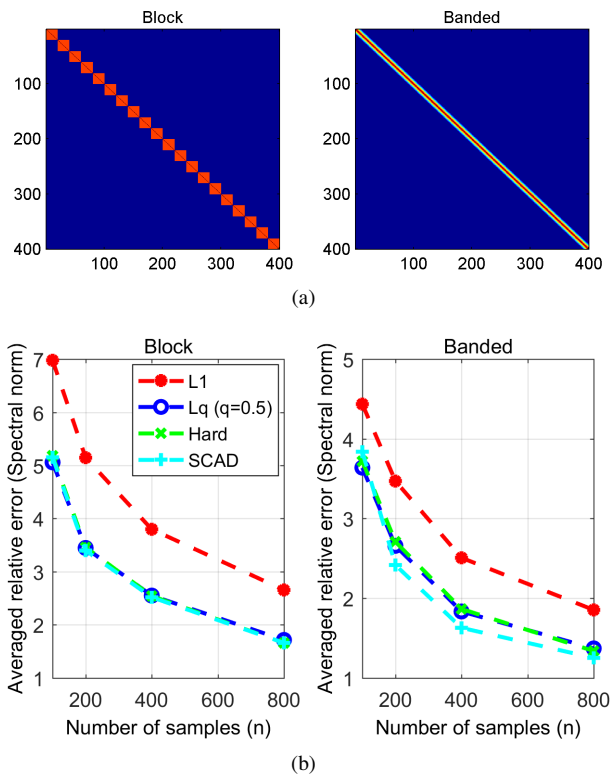 Block
Banded
100
200
300
400
100
200
300
400
100
200
300
400
100
200
300
400
(a)
Block
Banded
Averaged relative error (Spectral norm)
7
6
5
4
3
2
1
L1
Lq (q=0.5)
Hard
SCAD
200
400
600
800
Number of samples (n)
Averaged relative error (Spectral norm)
5
4
3
2
1
200
400
600
800
Number of samples (n)
(b)